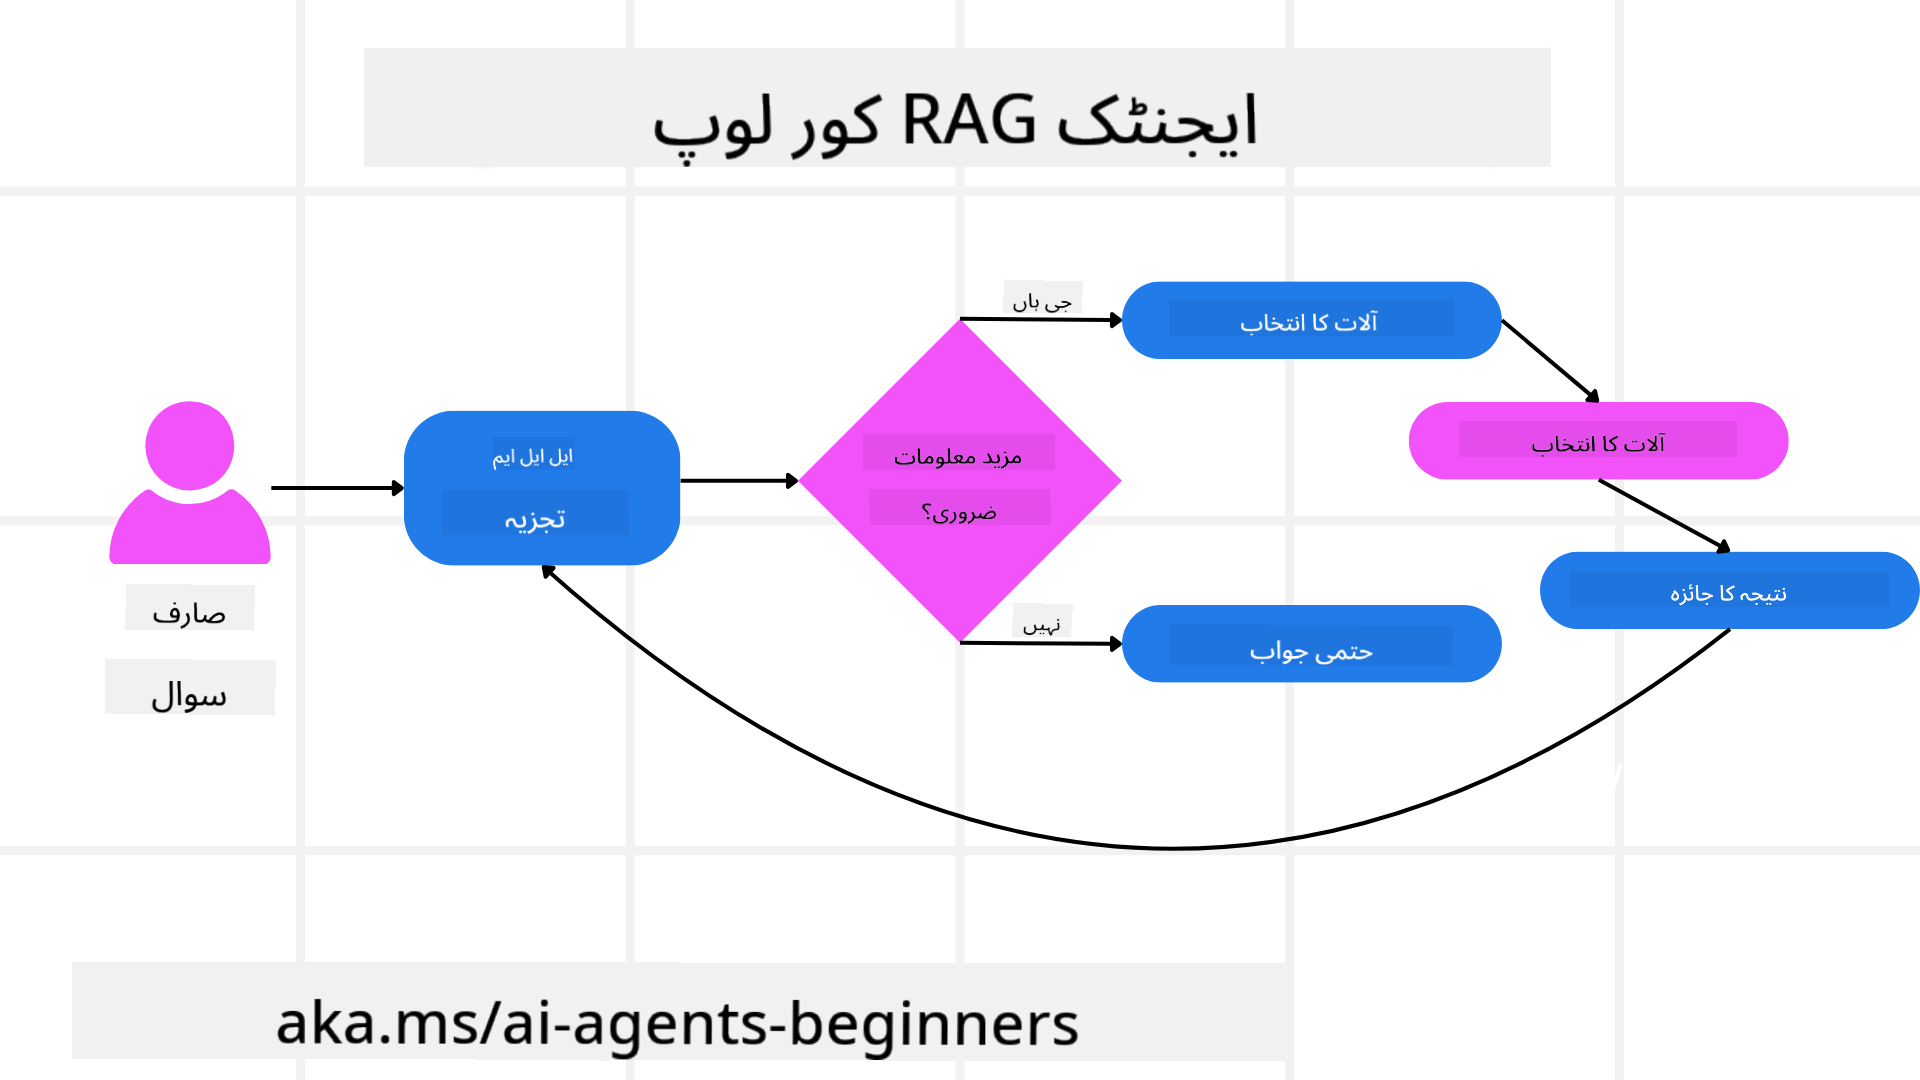 ایجنٹک RAG کور لوپ
جی ہاں
آلات کا انتخاب
آلات کا انتخاب
ایل ایل ایم
تجزیہ
مزید معلومات
ضروری؟
نتیجہ کا جائزہ
صارف
سوال
نہیں
حتمی جواب
aka.ms/ai-agents-beginners